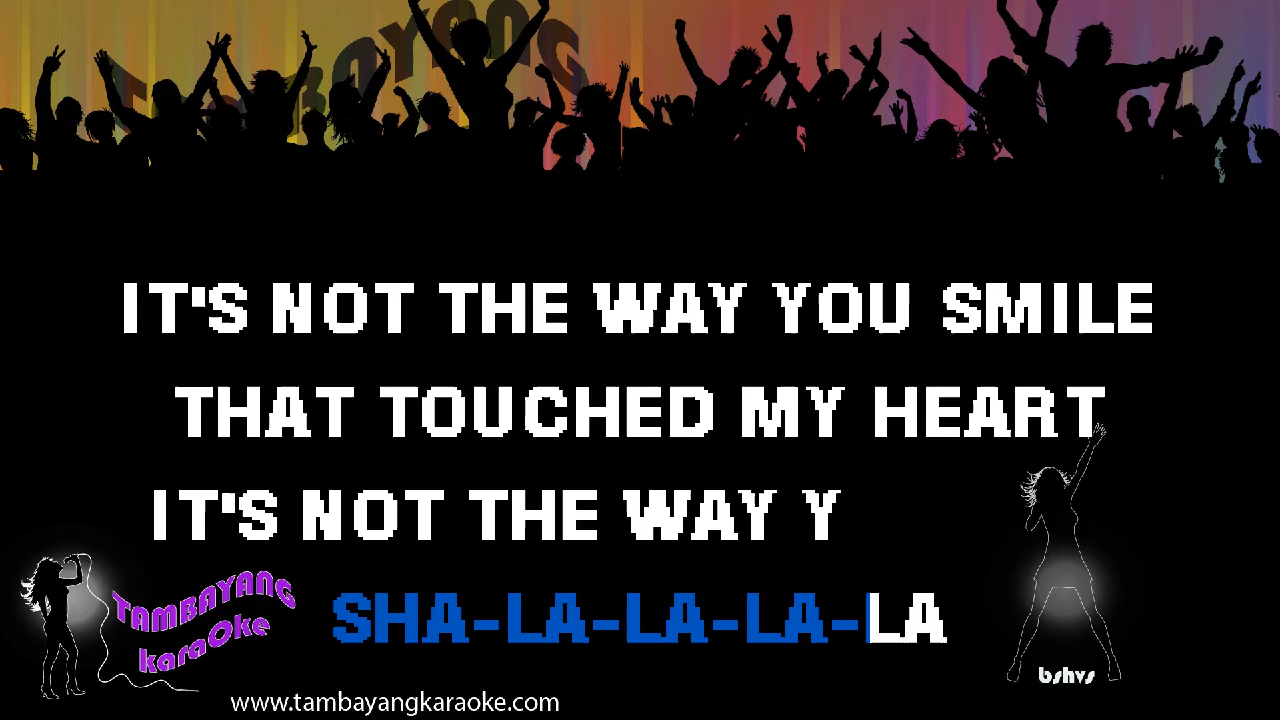 TAMBAYANG
IT'S NOT THE WAY YOU SMILE
THAT TOUCHED MY HEART
IT'S NOT THE WAY Y
SHA-LA-LA-LA-LA
TAMBAYANG
karaOke
bshvs
www.tambayangkaraoke.com